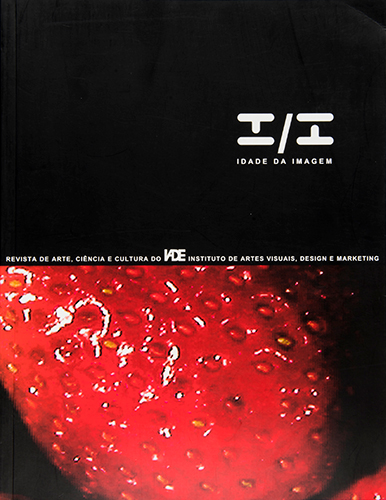 I/I
IDADE DA IMAGEM
REVISTA DE ARTE, CIÊNCIA E CULTURA DO IADE INSTITUTO DE ARTES VISUAIS, DESIGN E MARKETING